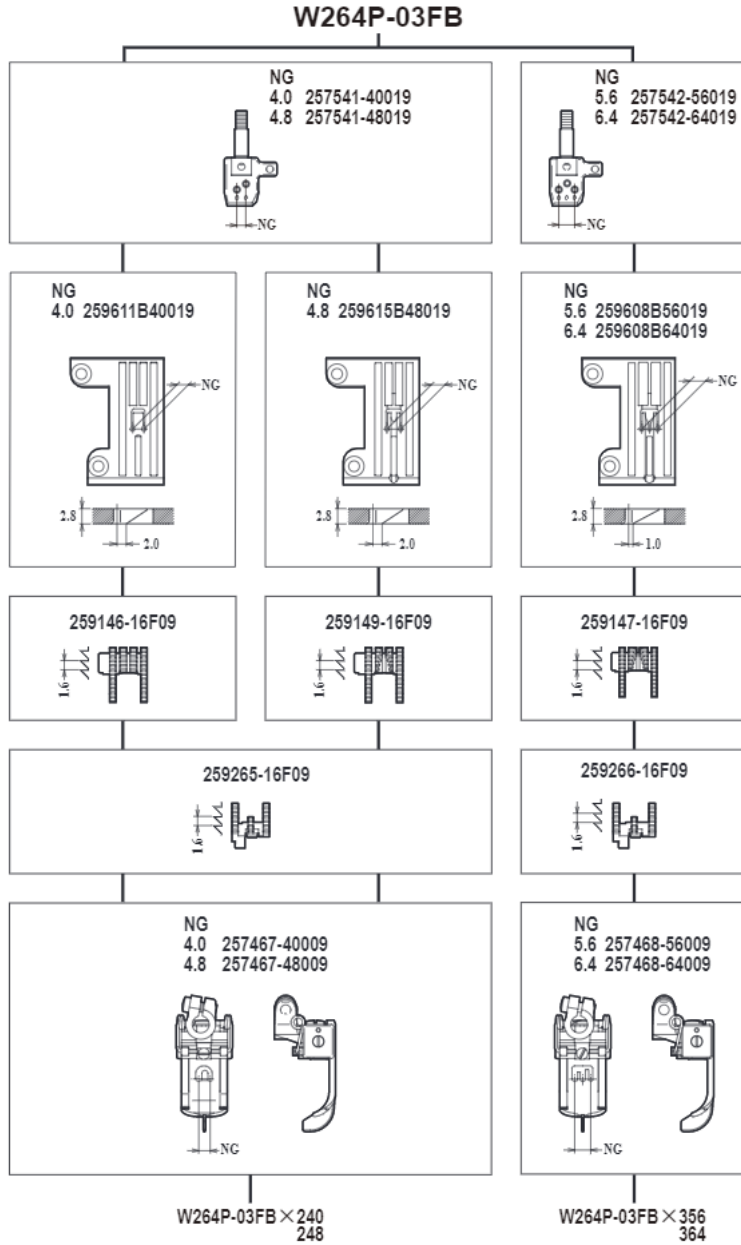 W264P-03FB
NG
4.0 257541-40019
4.8 257541-48019
NG
NG
5.6 257542-56019
6.4 257542-64019
NG
NG
4.0 259611B40019
NG
2.8
2.0
NG
4.8 259615B48019
NG
2.8
2.0
NG
5.6 259608B56019
6.4 259608B64019
NG
2.8
1.0
259146-16F09
1.6
259149-16F09
1.6
259147-16F09
1.6
259265-16F09
1.6
259266-16F09
1.6
NG
4.0 257467-40009
4.8 257467-48009
NG
NG
5.6 257468-56009
6.4 257468-64009
NG
W264P-03FB×240
248
W264P-03FB×356
364